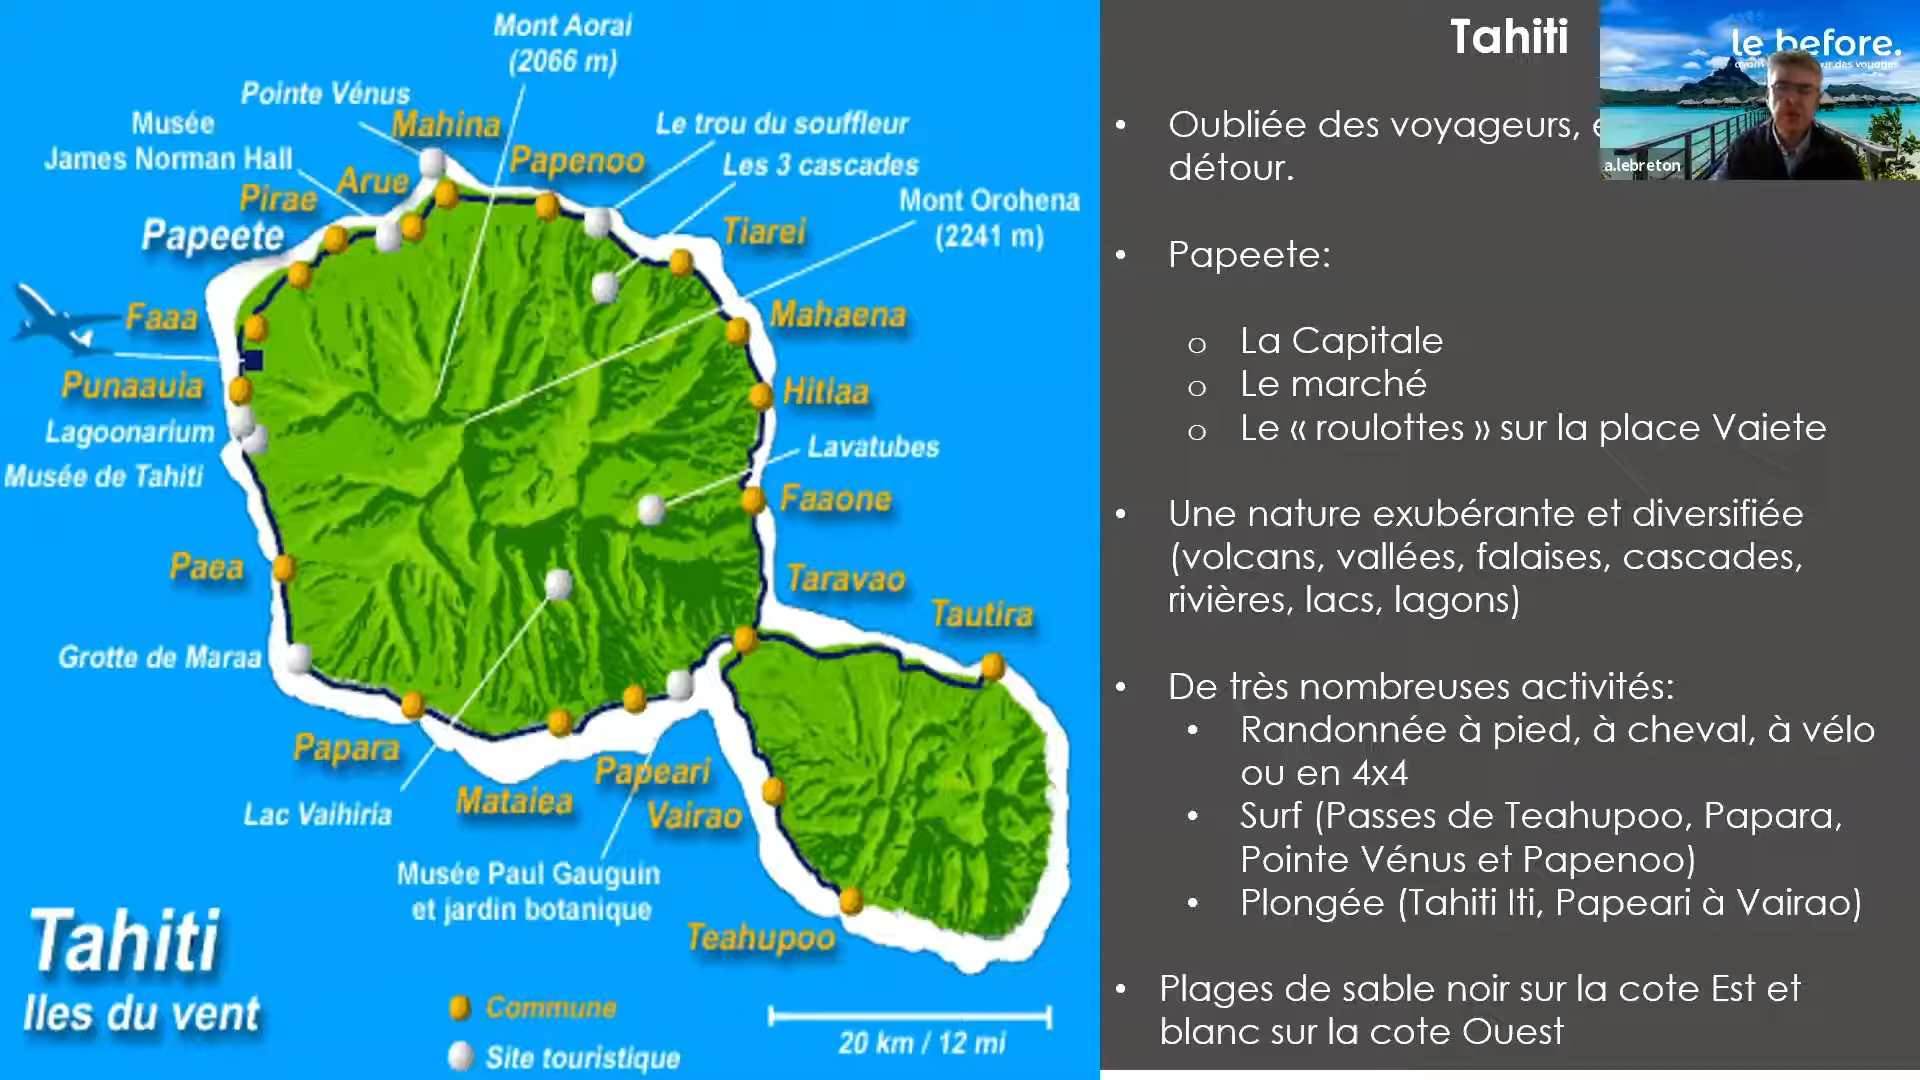 Mont Aorai
(2066 m)
Pointe Vénus
Mahina
Musée
James Norman Hall
Le trou du souffleur
Papenoo
Les 3 cascades
Arue
Pirae
Mont Orohena
(2241 m)
Papeete
Tiarei
Faaa
Mahaena
Punaauia
Hitiaa
Lagoonarium
Lavatubes
Musée de Tahiti
Faaone
Paea
Taravao
Tautira
Grotte de Maraa
Papara
Papeari
Lac Vaihiria
Mataiea
Vairao
Musée Paul Gauguin
et jardin botanique
Teahupoo
Tahiti
Iles du vent
Commune
Site touristique
20 km / 12 mi
Tahiti
• Oubliée des voyageurs,
détour.
• Papeete:
o La Capitale
o Le marché
o Le « roulottes » sur la place Vaiete
• Une nature exubérante et diversifiée
(volcans, vallées, falaises, cascades,
rivières, lacs, lagons)
• De très nombreuses activités:
• Randonnée à pied, à cheval, à vélo
ou en 4x4
• Surf (Passes de Teahupoo, Papara,
Pointe Vénus et Papenoo)
• Plongée (Tahiti Iti, Papeari à Vairao)
• Plages de sable noir sur la cote Est et
blanc sur la cote Ouest
le before.
des voyages
a.lebreton